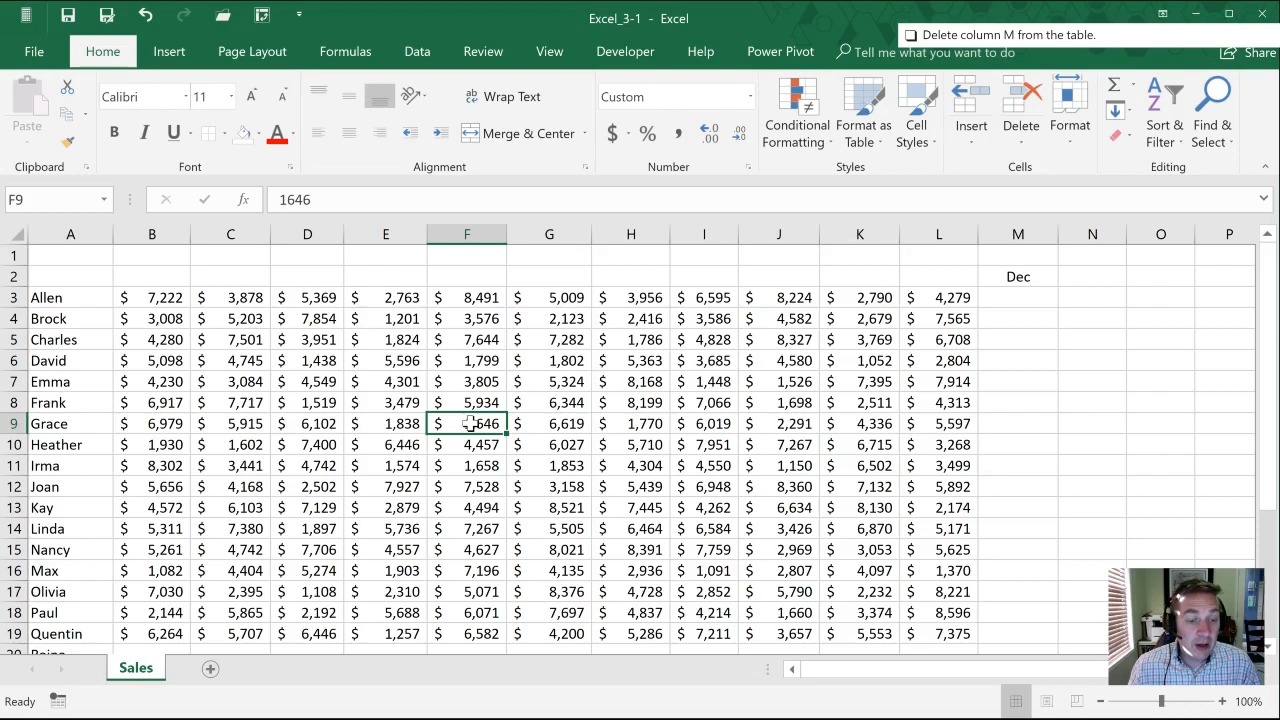 Excel_3-1 - Excel
Delete column M from the table.
File Home Insert Page Layout Formulas Data Review View Developer Help Power Pivot Tell me what you want to do Share
Calibri 11 Wrap Text Custom
Paste B I U A Merge & Center $ % , Conditional Formatting Format as Table Cell Styles Insert Delete Format Sort & Filter Find & Select
Clipboard Font Alignment Number Styles Cells Editing
F9 fx 1646
A B C D E F G H I J K L M N O P
1
2 Dec
3 Allen $ 7,222 $ 3,878 $ 5,369 $ 2,763 $ 8,491 $ 5,009 $ 3,956 $ 6,595 $ 8,224 $ 2,790 $ 4,279
4 Brock $ 3,008 $ 5,203 $ 7,854 $ 1,201 $ 3,576 $ 2,123 $ 2,416 $ 3,586 $ 4,582 $ 2,679 $ 7,565
5 Charles $ 4,280 $ 7,501 $ 3,951 $ 1,824 $ 7,644 $ 7,282 $ 1,786 $ 4,828 $ 8,327 $ 3,769 $ 6,708
6 David $ 5,098 $ 4,745 $ 1,438 $ 5,596 $ 1,799 $ 1,802 $ 5,363 $ 3,685 $ 4,580 $ 1,052 $ 2,804
7 Emma $ 4,230 $ 3,084 $ 4,549 $ 4,301 $ 3,805 $ 5,324 $ 8,168 $ 1,448 $ 1,526 $ 7,395 $ 7,914
8 Frank $ 6,917 $ 7,717 $ 1,519 $ 3,479 $ 5,934 $ 6,344 $ 8,199 $ 7,066 $ 1,698 $ 2,511 $ 4,313
9 Grace $ 6,979 $ 5,915 $ 6,102 $ 1,838 $ 646 $ 6,619 $ 1,770 $ 6,019 $ 2,291 $ 4,336 $ 5,597
10 Heather $ 1,930 $ 1,602 $ 7,400 $ 6,446 $ 4,457 $ 6,027 $ 5,710 $ 7,951 $ 7,267 $ 6,715 $ 3,268
11 Irma $ 8,302 $ 3,441 $ 4,742 $ 1,574 $ 1,658 $ 1,853 $ 4,304 $ 4,550 $ 1,150 $ 6,502 $ 3,499
12 Joan $ 5,656 $ 4,168 $ 2,502 $ 7,927 $ 7,528 $ 3,158 $ 5,439 $ 6,948 $ 8,360 $ 7,132 $ 5,892
13 Kay $ 4,572 $ 6,103 $ 7,129 $ 2,879 $ 4,494 $ 8,521 $ 7,445 $ 4,262 $ 6,634 $ 8,130 $ 2,174
14 Linda $ 5,311 $ 7,380 $ 1,897 $ 5,736 $ 7,267 $ 5,505 $ 6,464 $ 6,584 $ 3,426 $ 6,870 $ 5,171
15 Nancy $ 5,261 $ 4,742 $ 7,706 $ 4,557 $ 4,627 $ 8,021 $ 8,391 $ 7,759 $ 2,969 $ 3,053 $ 5,625
16 Max $ 1,082 $ 4,404 $ 5,274 $ 1,903 $ 7,196 $ 4,135 $ 2,936 $ 1,091 $ 2,807 $ 4,097 $ 1,370
17 Olivia $ 7,030 $ 2,395 $ 1,108 $ 2,310 $ 5,071 $ 8,376 $ 4,728 $ 2,852 $ 5,790 $ 2,232 $ 8,221
18 Paul $ 2,144 $ 5,865 $ 2,192 $ 5,688 $ 6,071 $ 7,697 $ 4,837 $ 4,214 $ 1,660 $ 3,374 $ 8,596
19 Quentin $ 6,264 $ 5,707 $ 6,446 $ 1,257 $ 6,582 $ 4,200 $ 5,286 $ 7,211 $ 3,657 $ 5,553 $ 7,375
Sales
Ready 100%